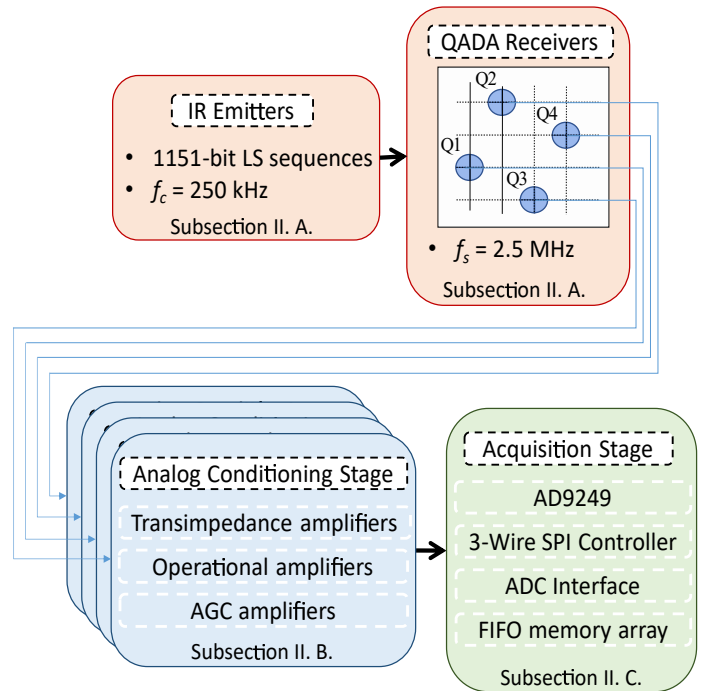 IR Emitters
• 1151-bit LS sequences
• f_c = 250 kHz
Subsection II. A.
QADA Receivers
Q2
Q4
Q1
Q3
• f_s = 2.5 MHz
Subsection II. A.
Analog Conditioning Stage
Transimpedance amplifiers
Operational amplifiers
AGC amplifiers
Subsection II. B.
Acquisition Stage
AD9249
3-Wire SPI Controller
ADC Interface
FIFO memory array
Subsection II. C.